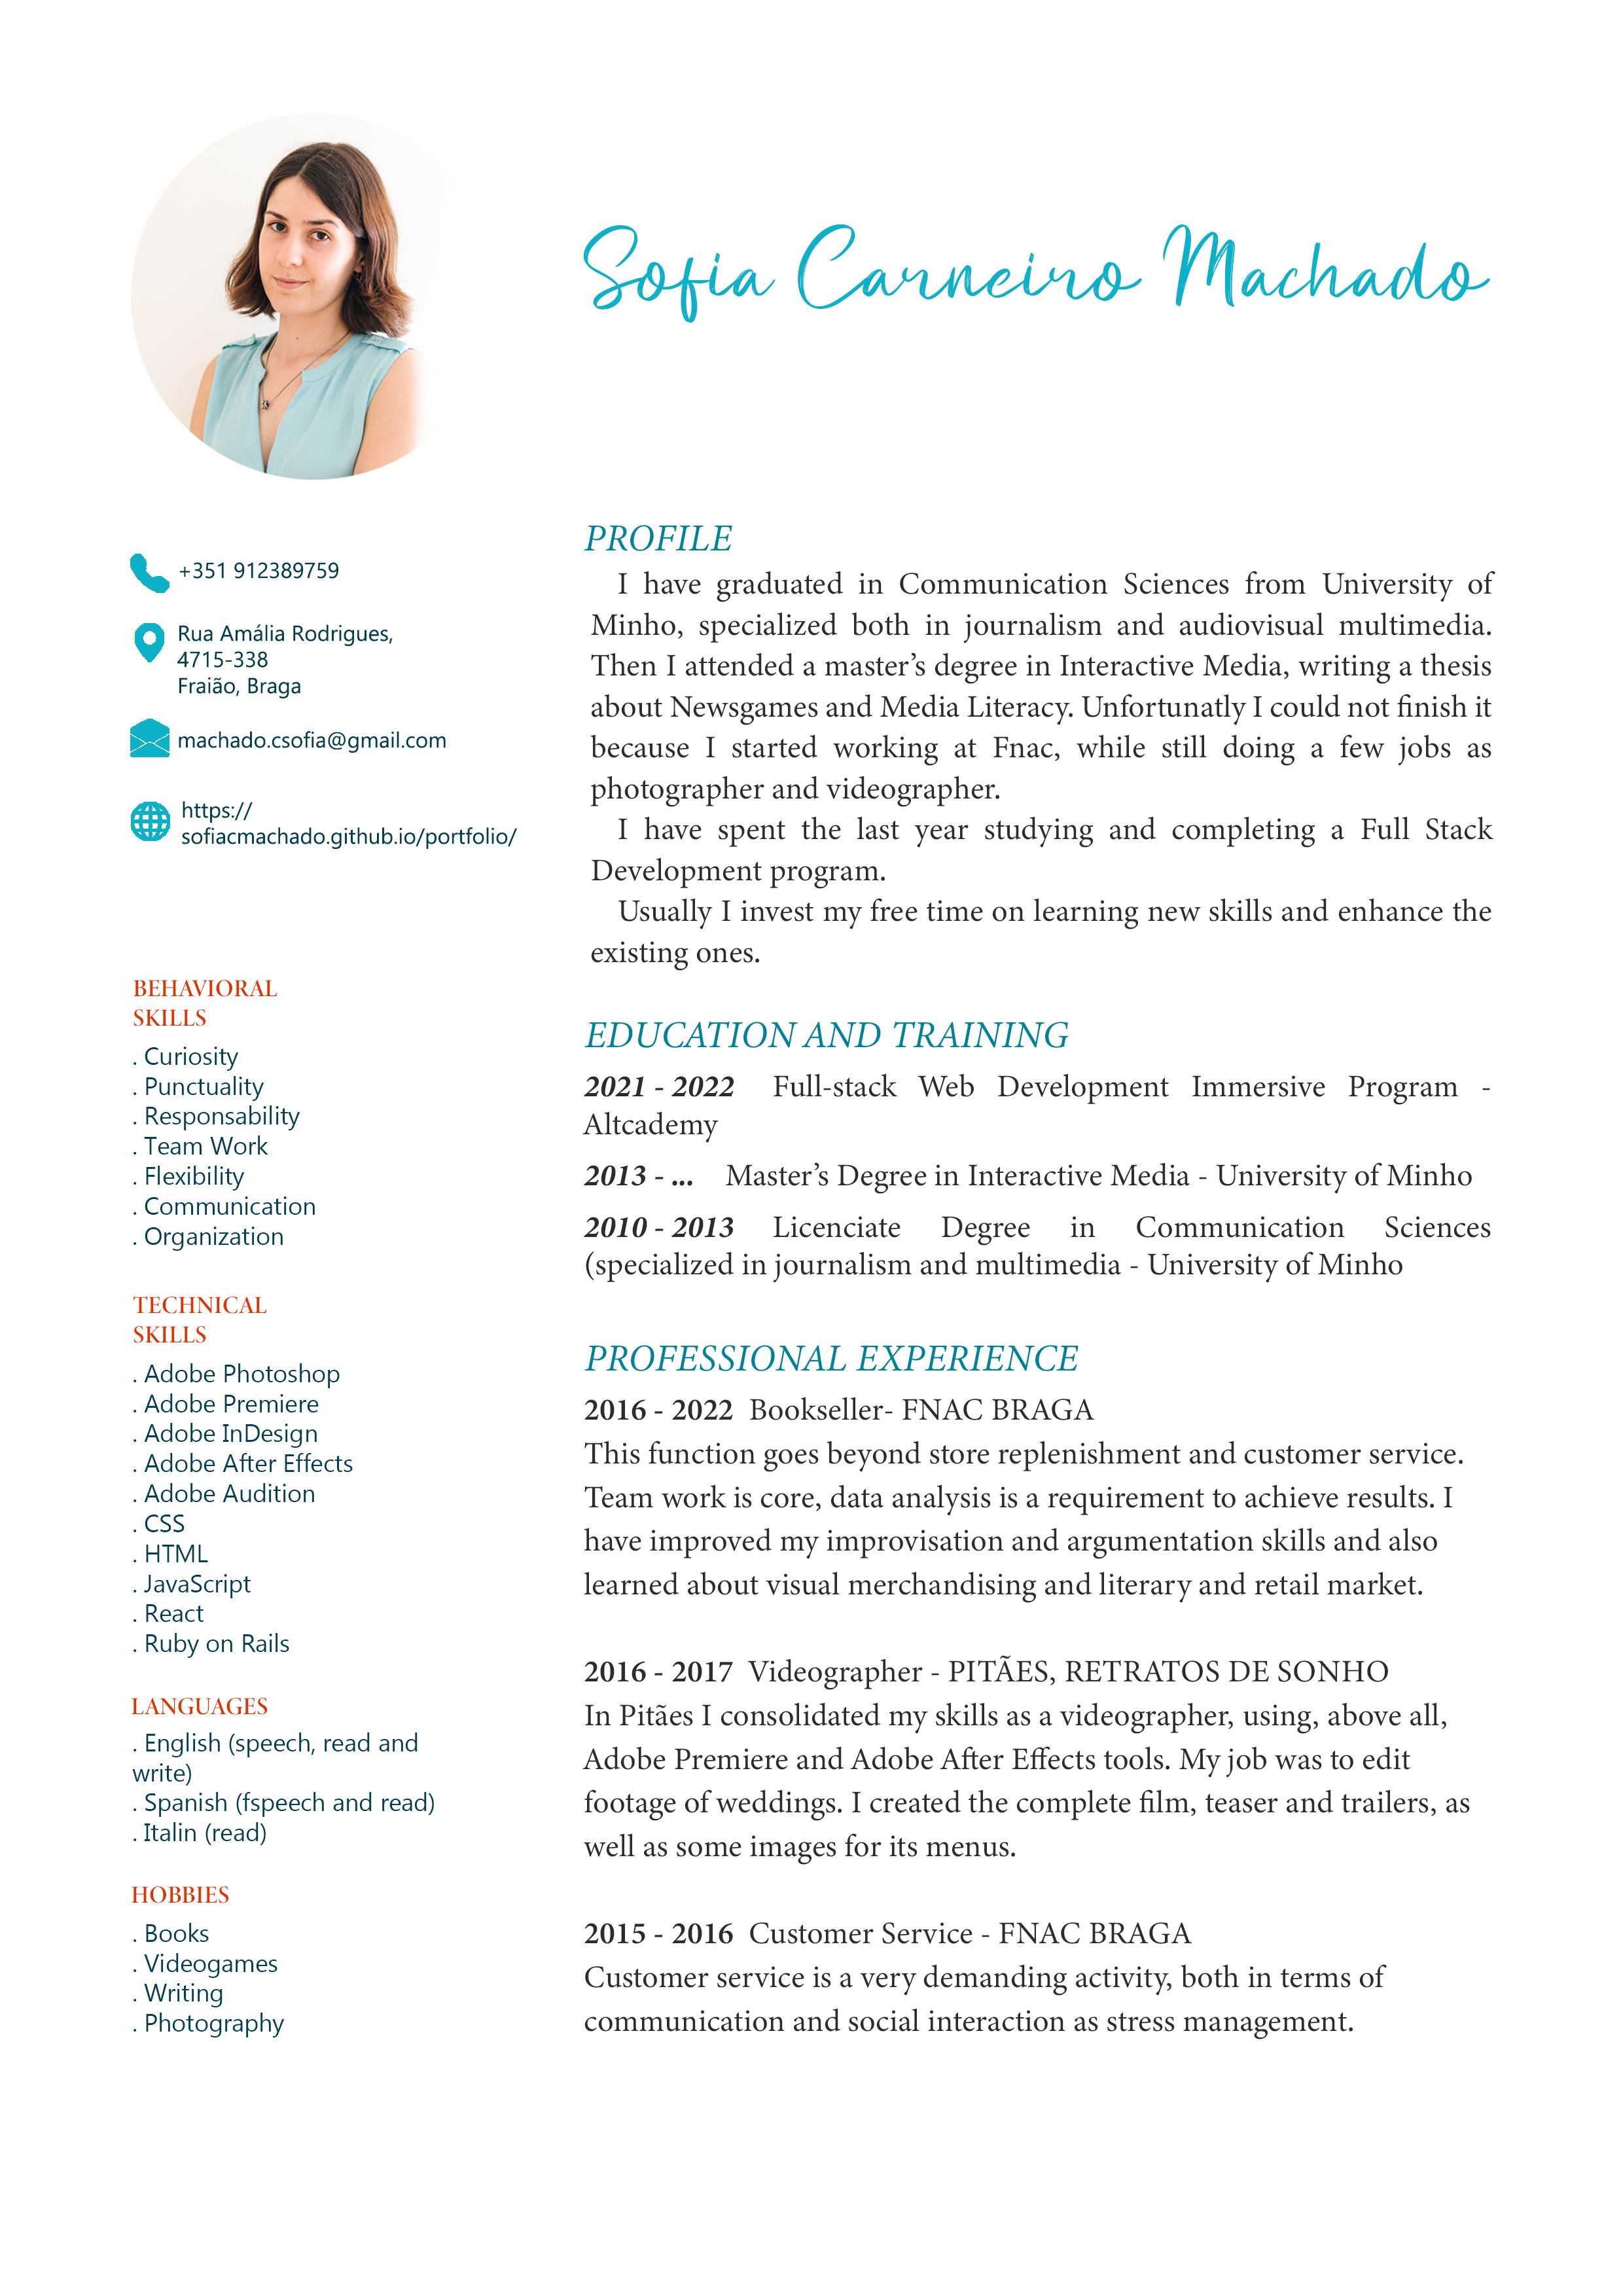 Sofia Carneiro Machado
+351 912389759
Rua Amália Rodrigues,
4715-338
Fraião, Braga
machado.csofia@gmail.com
https://
sofiacmachado.github.io/portfolio/
BEHAVIORAL
SKILLS
. Curiosity
. Punctuality
. Responsability
. Team Work
. Flexibility
. Communication
. Organization
TECHNICAL
SKILLS
. Adobe Photoshop
. Adobe Premiere
. Adobe InDesign
. Adobe After Effects
. Adobe Audition
. CSS
. HTML
. JavaScript
. React
. Ruby on Rails
LANGUAGES
. English (speech, read and
write)
. Spanish (fspeech and read)
. Italin (read)
HOBBIES
. Books
. Videogames
. Writing
. Photography
PROFILE
I have graduated in Communication Sciences from University of
Minho, specialized both in journalism and audiovisual multimedia.
Then I attended a master’s degree in Interactive Media, writing a thesis
about Newsgames and Media Literacy. Unfortunatly I could not finish it
because I started working at Fnac, while still doing a few jobs as
photographer and videographer.
I have spent the last year studying and completing a Full Stack
Development program.
Usually I invest my free time on learning new skills and enhance the
existing ones.
EDUCATION AND TRAINING
2021 - 2022 Full-stack Web Development Immersive Program -
Altcademy
2013 - ... Master’s Degree in Interactive Media - University of Minho
2010 - 2013 Licenciate Degree in Communication Sciences
(specialized in journalism and multimedia - University of Minho
PROFESSIONAL EXPERIENCE
2016 - 2022 Bookseller- FNAC BRAGA
This function goes beyond store replenishment and customer service.
Team work is core, data analysis is a requirement to achieve results. I
have improved my improvisation and argumentation skills and also
learned about visual merchandising and literary and retail market.
2016 - 2017 Videographer - PITÃES, RETRATOS DE SONHO
In Pitães I consolidated my skills as a videographer, using, above all,
Adobe Premiere and Adobe After Effects tools. My job was to edit
footage of weddings. I created the complete film, teaser and trailers, as
well as some images for its menus.
2015 - 2016 Customer Service - FNAC BRAGA
Customer service is a very demanding activity, both in terms of
communication and social interaction as stress management.